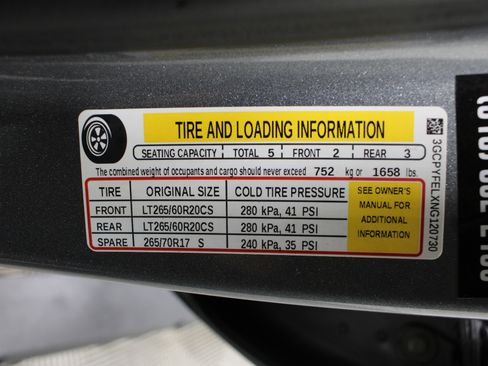 TIRE AND LOADING INFORMATION
SEATING CAPACITY TOTAL 5 FRONT 2 REAR 3
The combined weight of occupants and cargo should never exceed 752 kg or 1658 lbs.
TIRE ORIGINAL SIZE COLD TIRE PRESSURE
FRONT LT265/60R20CS 280 kPa, 41 PSI
REAR LT265/60R20CS 280 kPa, 41 PSI
SPARE 265/70R17 S 240 kPa, 35 PSI
SEE OWNER'S
MANUAL FOR
ADDITIONAL
INFORMATION
3GCPYFELXNG120730